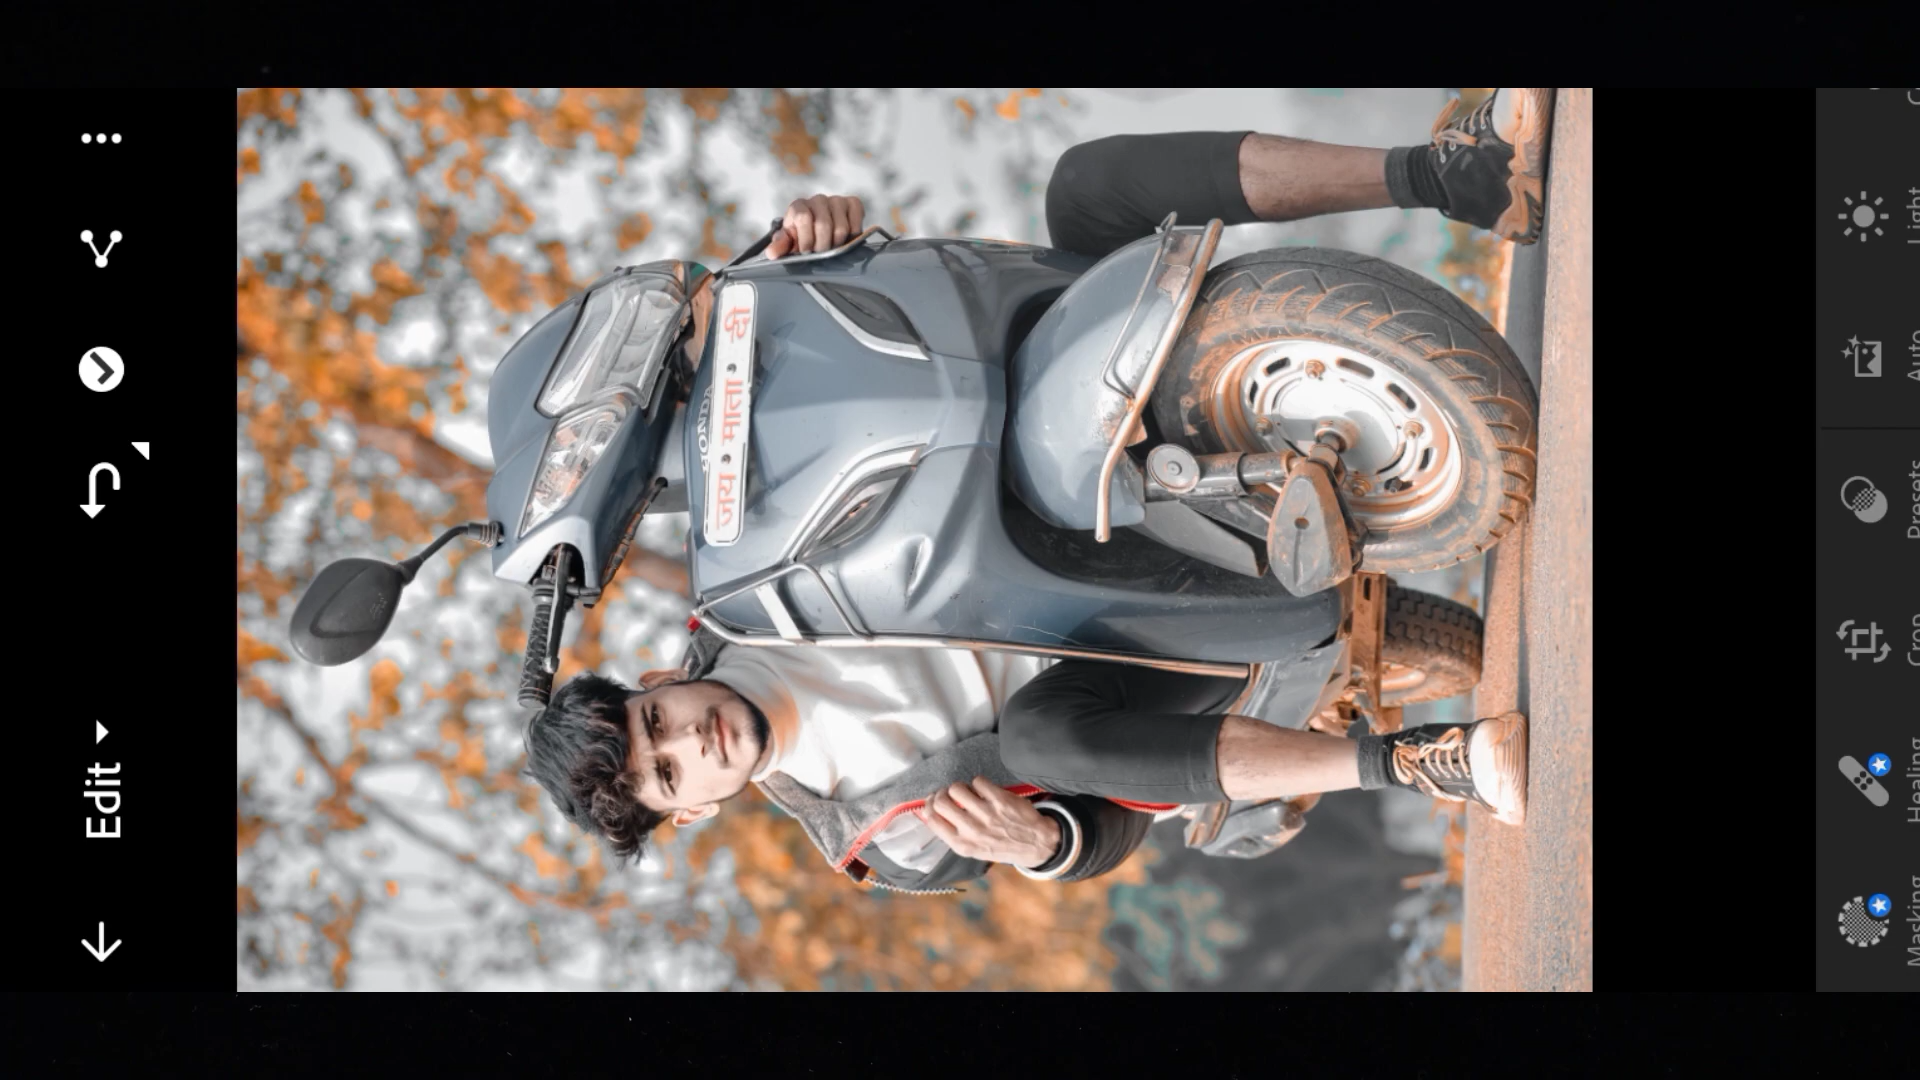 Edit
HONDA
जय • माता • दी
Masking
Healing
Crop
Presets
Auto
Light